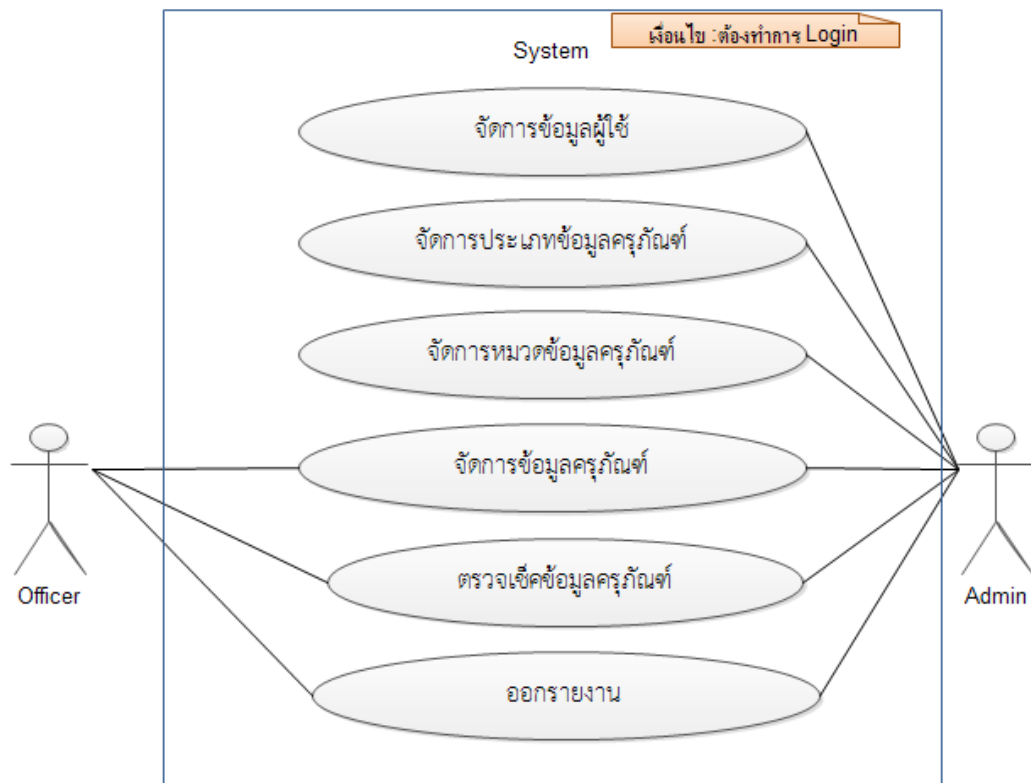 เงื่อนไข :ต้องทำการ Login
System
จัดการข้อมูลผู้ใช้
จัดการประเภทข้อมูลครุภัณฑ์
จัดการหมวดข้อมูลครุภัณฑ์
จัดการข้อมูลครุภัณฑ์
ตรวจเช็คข้อมูลครุภัณฑ์
Officer
Admin
ออกรายงาน